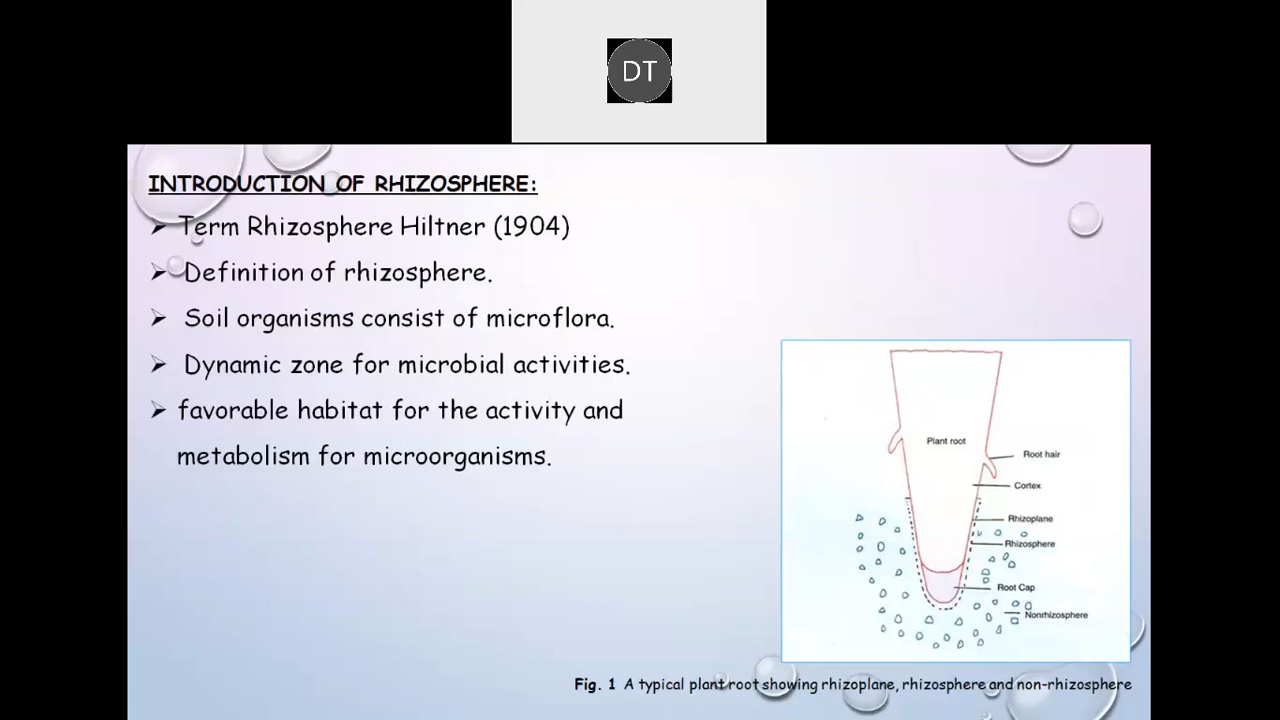 DT
INTRODUCTION OF RHIZOSPHERE:
➢ Term Rhizosphere Hiltner (1904)
➢ Definition of rhizosphere.
➢ Soil organisms consist of microflora.
➢ Dynamic zone for microbial activities.
➢ favorable habitat for the activity and
metabolism for microorganisms.
Plant root
Root hair
Cortex
Rhizoplane
Rhizosphere
Root Cap
Nonrhizosphere
Fig. 1 A typical plant root showing rhizoplane, rhizosphere and non-rhizosphere